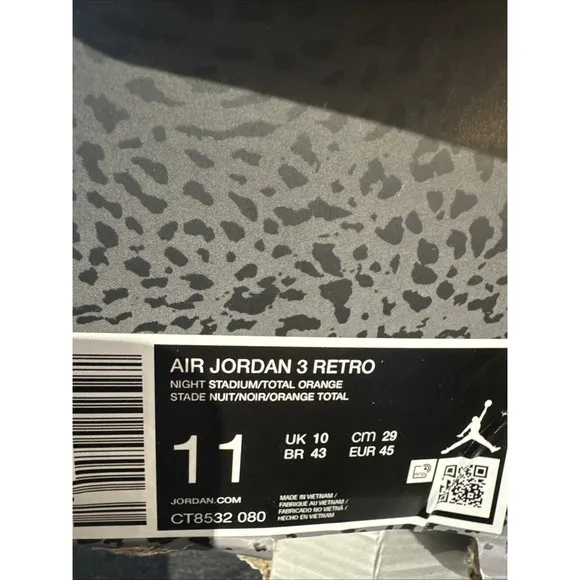 AIR JORDAN 3 RETRO
NIGHT STADIUM/TOTAL ORANGE
STADE NUIT/NOIR/ORANGE TOTAL
11
UK 10 CM 29
BR 43 EUR 45
JORDAN.COM
CT8532 080
MADE IN VIETNAM /
FABRIQUÉ AU VIETNAM /
FABRICADO NO VIETNÃ /
HECHO EN VIETNAM